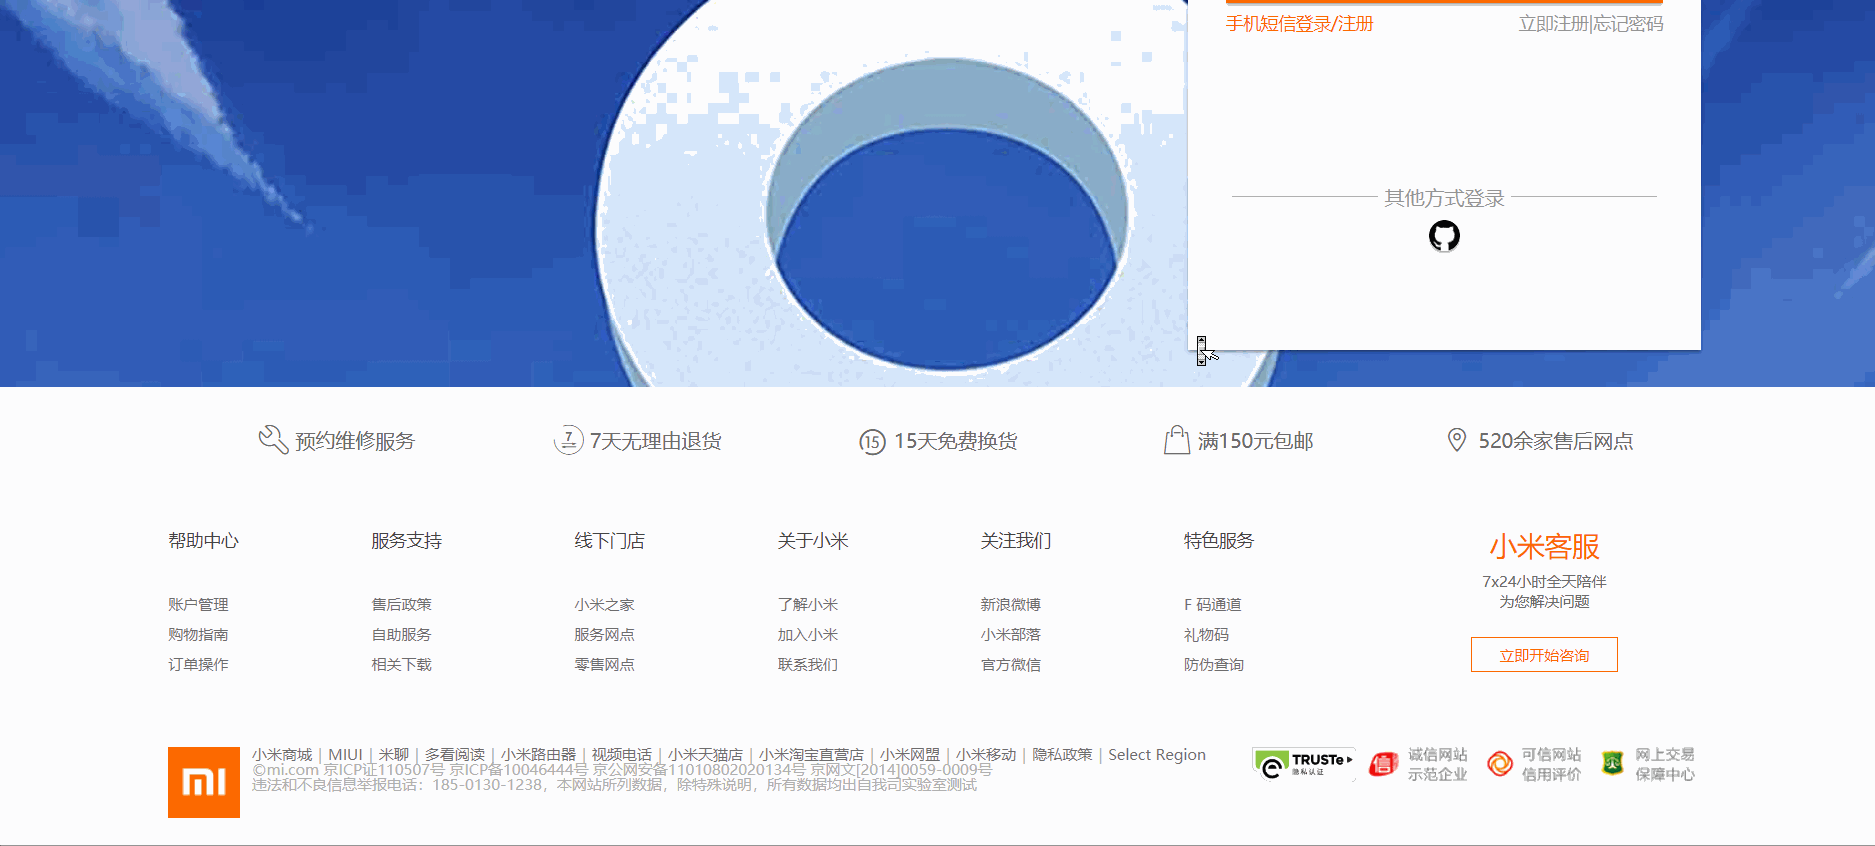 手机短信登录/注册 立即注册|忘记密码
其他方式登录
预约维修服务 7 7天无理由退货 15 15天免费换货 满150元包邮 520余家售后网点
帮助中心 服务支持 线下门店 关于小米 关注我们 特色服务 小米客服
7x24小时全天陪伴
账户管理 售后政策 小米之家 了解小米 新浪微博 F 码通道 为您解决问题
购物指南 自助服务 服务网点 加入小米 小米部落 礼物码
立即开始咨询
订单操作 相关下载 零售网点 联系我们 官方微信 防伪查询
小米商城 | MIUI | 米聊 | 多看阅读 | 小米路由器 | 视频电话 | 小米天猫店 | 小米淘宝直营店 | 小米网盟 | 小米移动 | 隐私政策 | Select Region
©mi.com 京ICP证110507号 京ICP备10046444号 京公网安备11010802020134号 京网文[2014]0059-0009号
违法和不良信息举报电话：185-0130-1238，本网站所列数据，除特殊说明，所有数据均出自我司实验室测试
mi
TRUSTe
隐私认证
信 诚信网站
示范企业
可信网站
信用评价
网上交易
保障中心